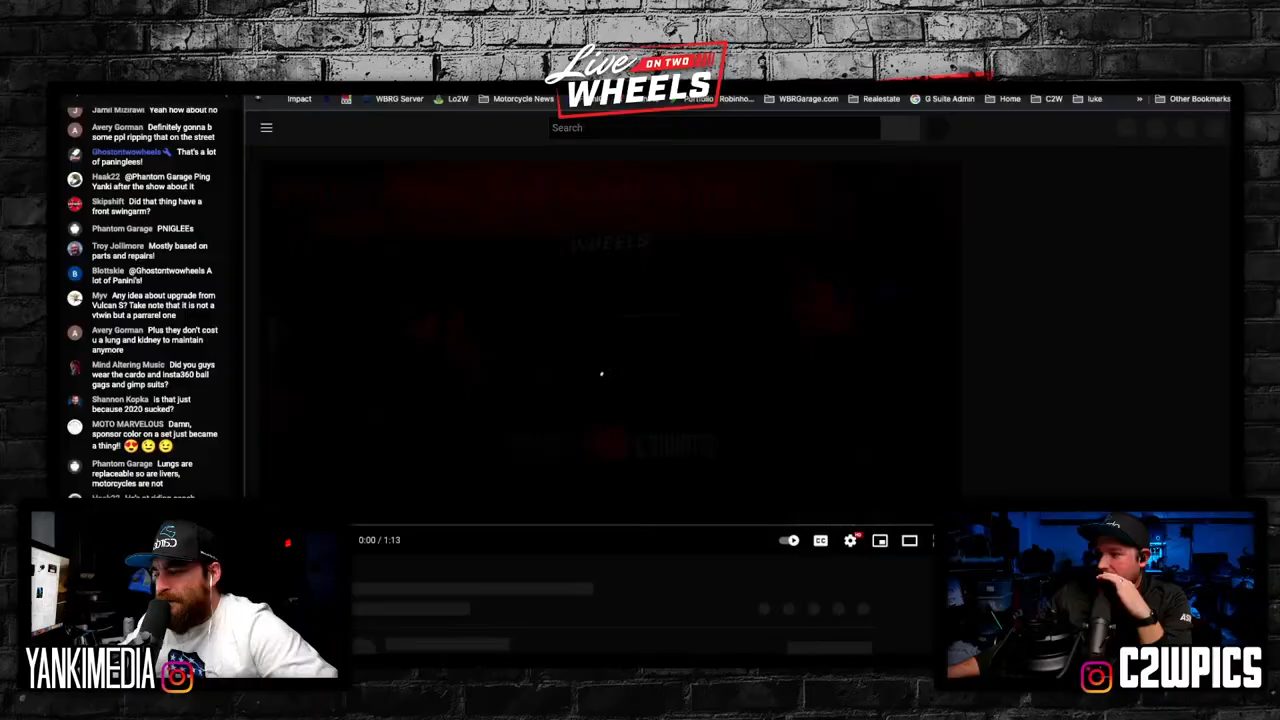 Live
ON TWO
WHEELS
Impact
WBRG Server
Lo2W
Motorcycle News
Robinho...
WBRGarage.com
Realestate
G Suite Admin
Home
C2W
luke
»
Other Bookmarks
Search
Jamil Mizirawi Yeah how about no
Avery Gorman Definitely gonna b
some ppl ripping that on the street
Ghostontwowheels That's a lot
of paninglees!
Haak22 @Phantom Garage Ping
Yanki after the show about it
Skipshift Did that thing have a
front swingarm?
Phantom Garage PNIGLEEs
Troy Jollimore Mostly based on
parts and repairs!
Blottskie @Ghostontwowheels A
lot of Panini's!
Myv Any idea about upgrade from
Vulcan S? Take note that it is not a
vtwin but a pararrel one
Avery Gorman Plus they don't cost
u a lung and kidney to maintain
anymore
Mind Altering Music Did you guys
wear the cardo and insta360 ball
gags and gimp suits?
Shannon Kopka Is that just
because 2020 sucked?
MOTO MARVELOUS Damn,
sponsor color on a set just became
a thing!! 😍😉😉
Phantom Garage Lungs are
replaceable so are livers,
motorcycles are not
WHEELS
0:00 / 1:13
CC
HD
YANKIMEDIA
C2WPICS